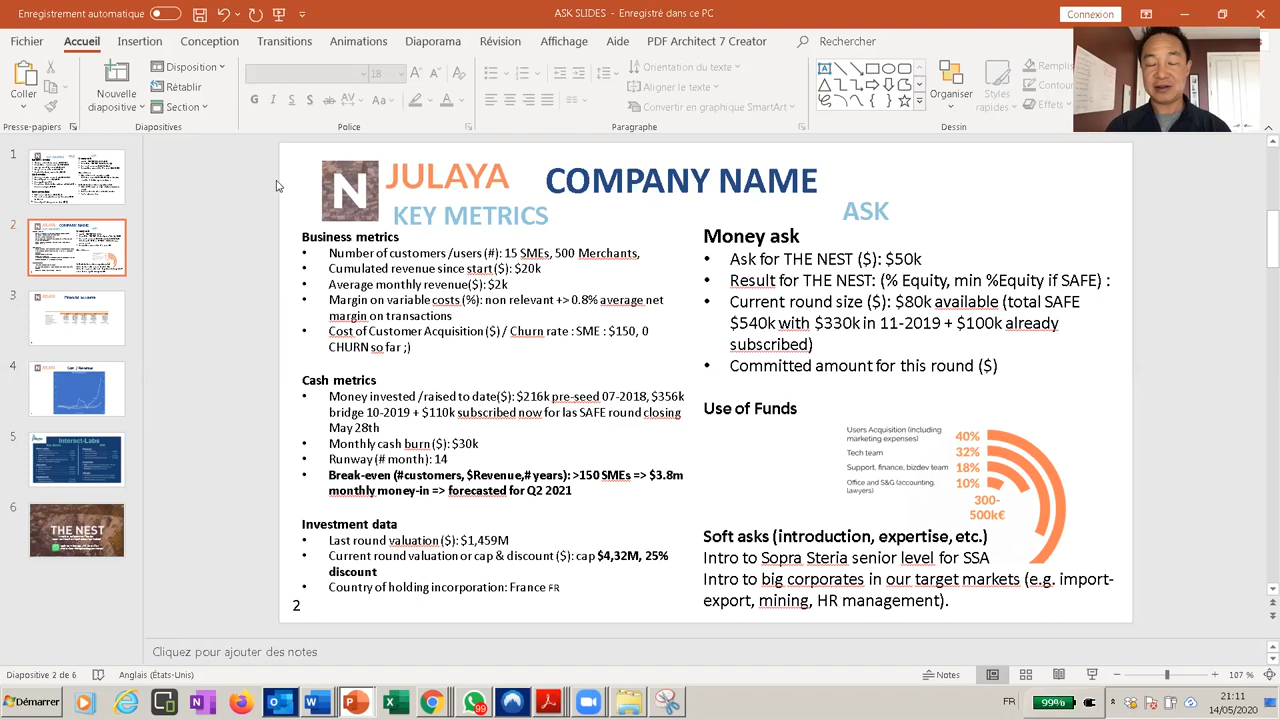 Enregistrement automatique
ASK SLIDES - Enregistré dans ce PC
Connexion
Fichier Accueil Insertion Conception Transitions Animations Diaporama Révision Affichage Aide PDF Architect 7 Creator Rechercher
Coller
Nouvelle diapositive
Disposition
Rétablir
Section
18
Orientation du texte
Aligner le texte
Convertir en graphique SmartArt
Organiser
Styles rapides
Contour
Effets
Presse-papiers Diapositives Police Paragraphe Dessin
1
2
4
6
Interact-Labs
THE NEST
N JULAYA COMPANY NAME
KEY METRICS
ASK
Business metrics
• Number of customers /users (#): 15 SMEs, 500 Merchants,
• Cumulated revenue since start ($): $20k
• Average monthly revenue($): $2k
• Margin on variable costs (%): non relevant +> 0.8% average net
margin on transactions
• Cost of Customer Acquisition ($) / Churn rate : SME : $150, 0
CHURN so far ;)
Cash metrics
• Money invested /raised to date($): $216k pre-seed 07-2018, $356k
bridge 10-2019 + $110k subscribed now for las SAFE round closing
May 28th
• Monthly cash burn ($): $30k
• Runway (# month): 14
• Break-even (#customers, $Revenue,# years): >150 SMEs => $3.8m
monthly money-in => forecasted for Q2 2021
Investment data
• Last round valuation ($): $1,459M
• Current round valuation or cap & discount ($): cap $4,32M, 25%
discount
• Country of holding incorporation: France FR
2
Money ask
• Ask for THE NEST ($): $50k
• Result for THE NEST: (% Equity, min %Equity if SAFE) :
• Current round size ($): $80k available (total SAFE
$540k with $330k in 11-2019 + $100k already
subscribed)
• Committed amount for this round ($)
Use of Funds
Users Acquisition (including
marketing expenses) 40%
Tech team 32%
Support, finance, bizdev team 18%
Office and S&G (accounting,
lawyers) 10%
300-
500k€
Soft asks (introduction, expertise, etc.)
Intro to Sopra Steria senior level for SSA
Intro to big corporates in our target markets (e.g. import-
export, mining, HR management).
Cliquez pour ajouter des notes
Diapositive 2 de 6 Anglais (États-Unis) Notes 107 %
Démarrer
99
FR
99%
21:11
14/05/2020